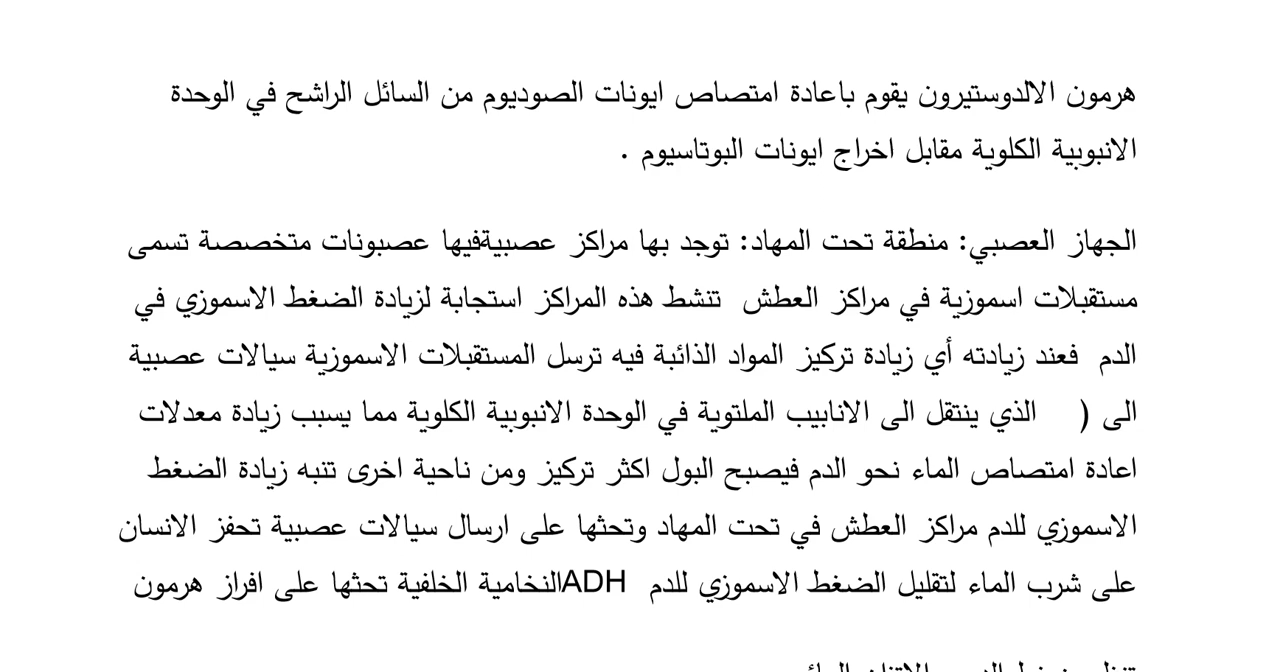 هرمون الالدوستيرون يقوم باعادة امتصاص ايونات الصوديوم من السائل الراشح في الوحدة
الانبوبية الكلوية مقابل اخراج ايونات البوتاسيوم .
الجهاز العصبي: منطقة تحت المهاد: توجد بها مراكز عصبيةفيها عصبونات متخصصة تسمى
مستقبلات اسموزية في مراكز العطش تنشط هذه المراكز استجابة لزيادة الضغط الاسموزي في
الدم فعند زيادته أي زيادة تركيز المواد الذائبة فيه ترسل المستقبلات الاسموزية سيالات عصبية
الى ( الذي ينتقل الى الانابيب الملتوية في الوحدة الانبوبية الكلوية مما يسبب زيادة معدلات
اعادة امتصاص الماء نحو الدم فيصبح البول اكثر تركيز ومن ناحية اخرى تنبه زيادة الضغط
الاسموزي للدم مراكز العطش في تحت المهاد وتحثها على ارسال سيالات عصبية تحفز الانسان
على شرب الماء لتقليل الضغط الاسموزي للدم ADHالنخامية الخلفية تحثها على افراز هرمون